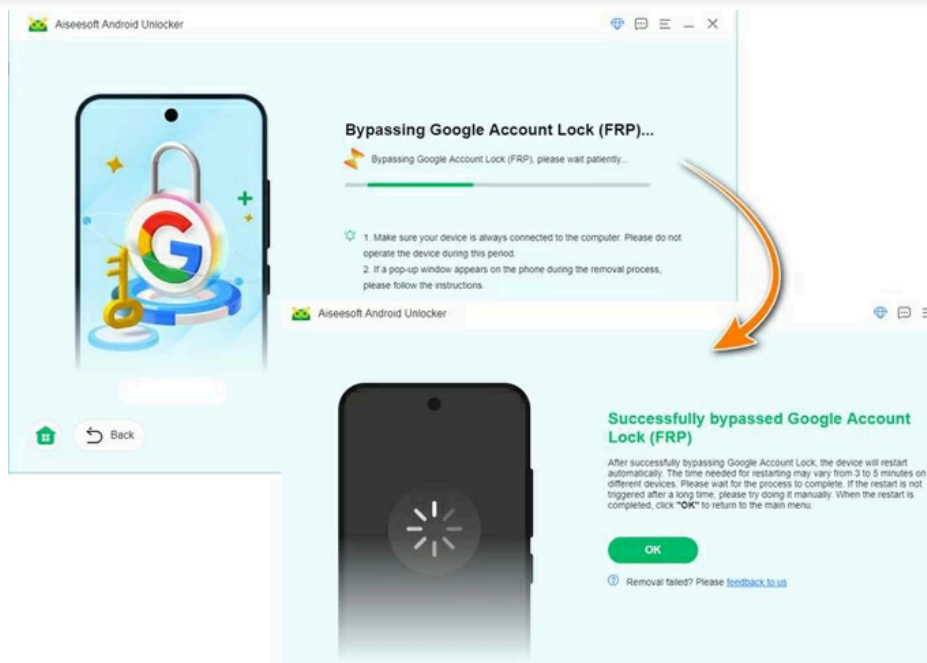 Aiseesoft Android Unlocker
Bypassing Google Account Lock (FRP)...
Bypassing Google Account Lock (FRP), please wait patiently...
1. Make sure your device is always connected to the computer. Please do not
operate the device during this period.
2. If a pop-up window appears on the phone during the removal process,
please follow the instructions.
G
Back
Aiseesoft Android Unlocker
Successfully bypassed Google Account
Lock (FRP)
After successfully bypassing Google Account Lock, the device will restart
automatically. The time needed for restarting may vary from 3 to 5 minutes on
different devices. Please wait for the process to complete. If the restart is not
triggered after a long time, please try doing it manually. When the restart is
completed, click "OK" to return to the main menu.
OK
Removal failed? Please feedback to us